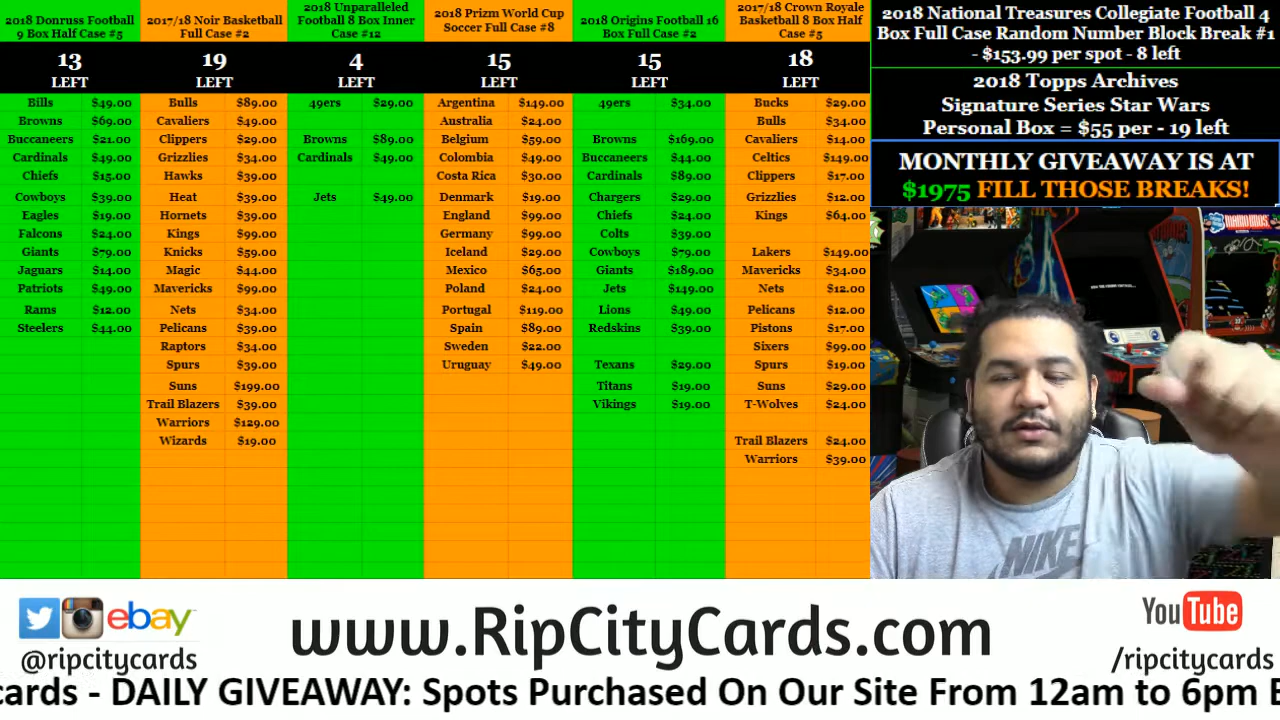 2018 Donruss Football
9 Box Half Case #5
13
LEFT
Bills $49.00
Browns $69.00
Buccaneers $21.00
Cardinals $49.00
Chiefs $15.00
Cowboys $39.00
Eagles $19.00
Falcons $24.00
Giants $79.00
Jaguars $14.00
Patriots $49.00
Rams $12.00
Steelers $44.00
2017/18 Noir Basketball
Full Case #2
19
LEFT
Bulls $89.00
Cavaliers $49.00
Clippers $29.00
Grizzlies $34.00
Hawks $39.00
Heat $39.00
Hornets $39.00
Kings $99.00
Knicks $59.00
Magic $44.00
Mavericks $99.00
Nets $34.00
Pelicans $39.00
Raptors $34.00
Spurs $39.00
Suns $199.00
Trail Blazers $39.00
Warriors $129.00
Wizards $19.00
2018 Unparalleled
Football 8 Box Inner
Case #12
4
LEFT
49ers $29.00
Browns $89.00
Cardinals $49.00
Jets $49.00
2018 Prizm World Cup
Soccer Full Case #8
15
LEFT
Argentina $149.00
Australia $24.00
Belgium $59.00
Colombia $49.00
Costa Rica $30.00
Denmark $19.00
England $99.00
Germany $99.00
Iceland $29.00
Mexico $65.00
Poland $24.00
Portugal $119.00
Spain $89.00
Sweden $22.00
Uruguay $49.00
2018 Origins Football 16
Box Full Case #2
15
LEFT
49ers $34.00
Browns $169.00
Buccaneers $44.00
Cardinals $89.00
Chargers $29.00
Chiefs $24.00
Colts $39.00
Cowboys $79.00
Giants $189.00
Jets $149.00
Lions $49.00
Redskins $39.00
Texans $29.00
Titans $19.00
Vikings $19.00
2017/18 Crown Royale
Basketball 8 Box Half
Case #5
18
LEFT
Bucks $29.00
Bulls $34.00
Cavaliers $14.00
Celtics $149.00
Clippers $17.00
Grizzlies $12.00
Kings $64.00
Lakers $149.00
Mavericks $34.00
Nets $12.00
Pelicans $12.00
Pistons $17.00
Sixers $99.00
Spurs $19.00
Suns $29.00
T-Wolves $24.00
Trail Blazers $24.00
Warriors $39.00
2018 National Treasures Collegiate Football 4
Box Full Case Random Number Block Break #1
- $153.99 per spot - 8 left
2018 Topps Archives
Signature Series Star Wars
Personal Box = $55 per - 19 left
MONTHLY GIVEAWAY IS AT
$1975 FILL THOSE BREAKS!
NIKE
ebay
@ripcitycards
www.RipCityCards.com
YouTube
/ripcitycards
cards - DAILY GIVEAWAY: Spots Purchased On Our Site From 12am to 6pm E